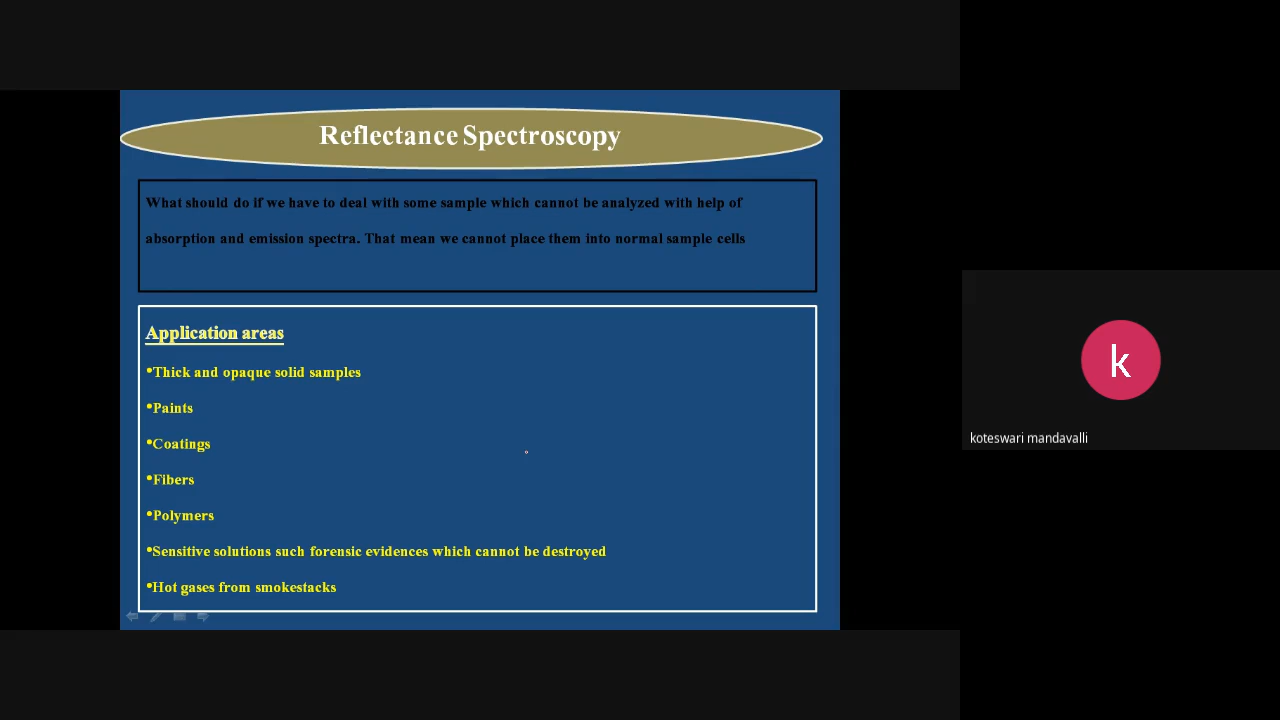 Reflectance Spectroscopy
What should do if we have to deal with some sample which cannot be analyzed with help of
absorption and emission spectra. That mean we cannot place them into normal sample cells
Application areas
•Thick and opaque solid samples
•Paints
•Coatings
•Fibers
•Polymers
•Sensitive solutions such forensic evidences which cannot be destroyed
•Hot gases from smokestacks
k
koteswari mandavalli